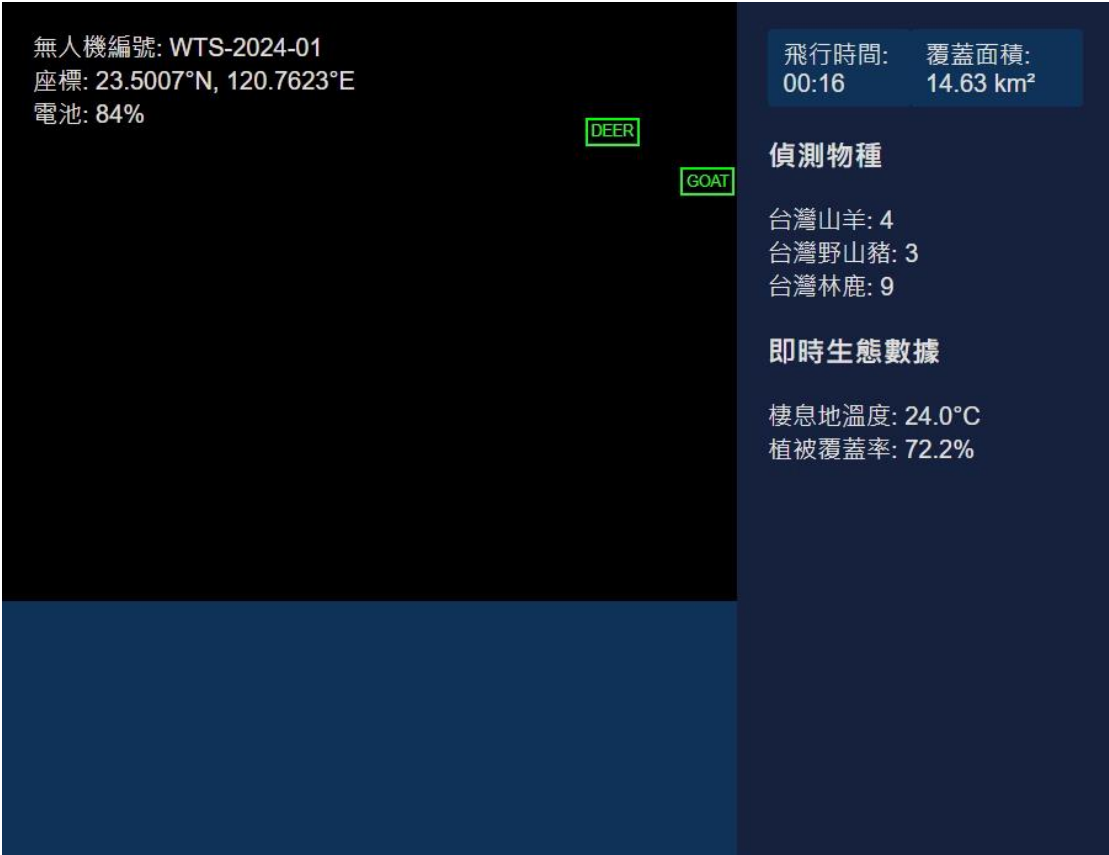 無人機編號: WTS-2024-01
座標: 23.5007°N, 120.7623°E
電池: 84%
DEER
GOAT
飛行時間:
00:16
覆蓋面積:
14.63 km²
偵測物種
台灣山羊: 4
台灣野山豬: 3
台灣林鹿: 9
即時生態數據
棲息地溫度: 24.0°C
植被覆蓋率: 72.2%